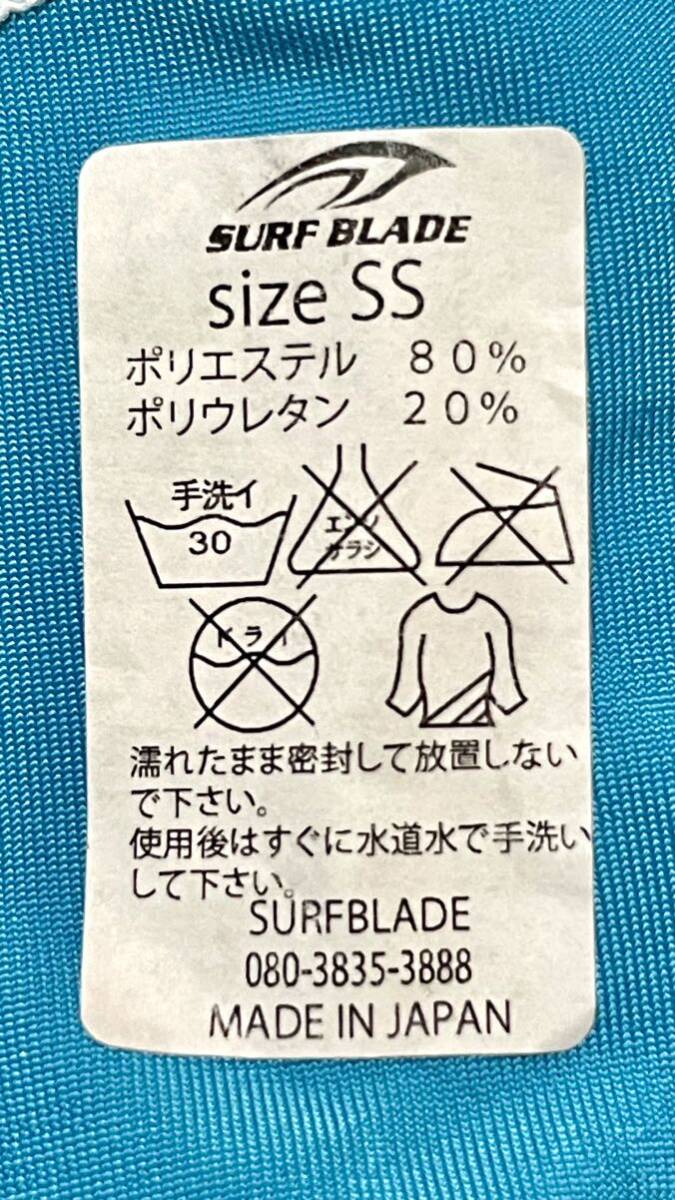 SURF BLADE
size SS
ポリエステル 80%
ポリウレタン 20%
手洗イ
30
エンソ
サラシ
ドライ
濡れたまま密封して放置しない
で下さい。
使用後はすぐに水道水で手洗い
して下さい。
SURFBLADE
080-3835-3888
MADE IN JAPAN